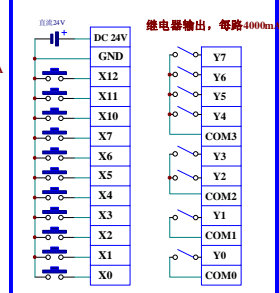 直流24V
继电器输出，每路4000m
A
DC 24V
GND
X12
X11
X10
X7
X6
X5
X4
X3
X2
X1
X0
Y7
Y6
Y5
Y4
COM3
Y3
Y2
COM2
Y1
COM1
Y0
COM0